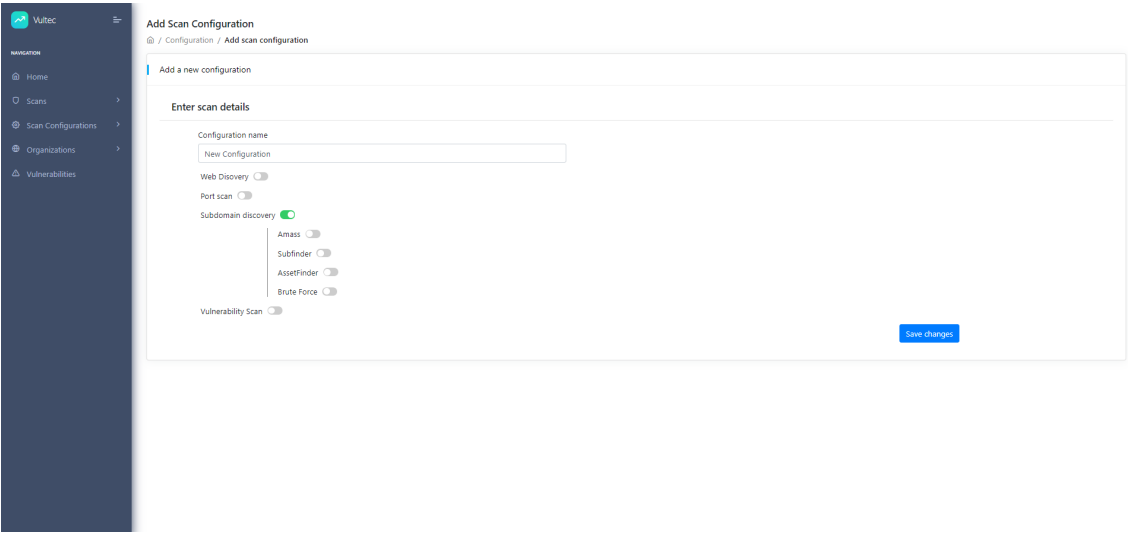 Vultec
NAVIGATION
Home
Scans
Scan Configurations
Organizations
Vulnerabilities
Add Scan Configuration
/ Configuration / Add scan configuration
Add a new configuration
Enter scan details
Configuration name
New Configuration
Web Disovery
Port scan
Subdomain discovery
Amass
Subfinder
AssetFinder
Brute Force
Vulnerability Scan
Save changes